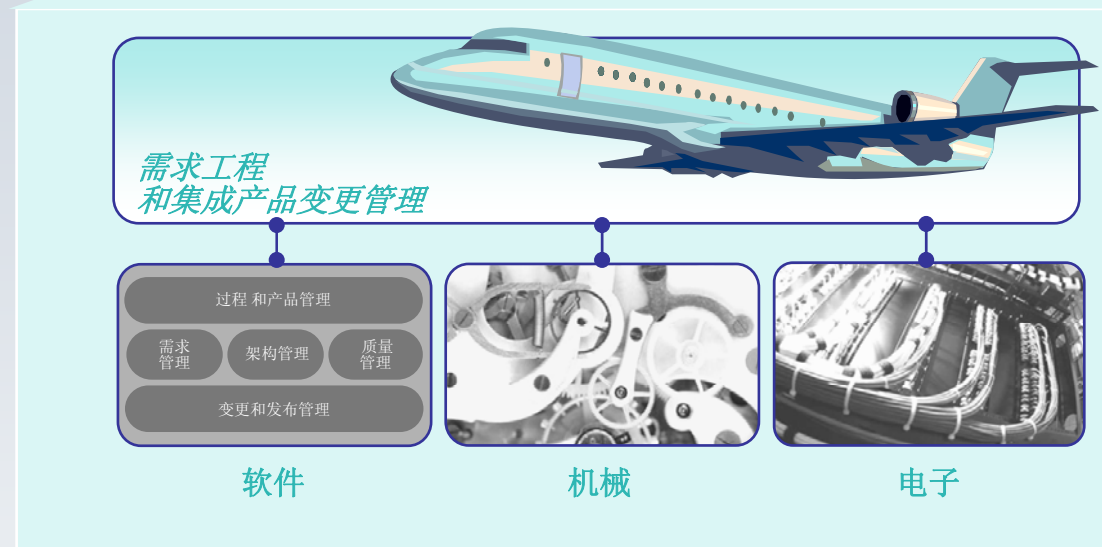 需求工程
和集成产品变更管理
过程 和产品管理
需求
管理
架构管理
质量
管理
变更和发布管理
软件
机械
电子